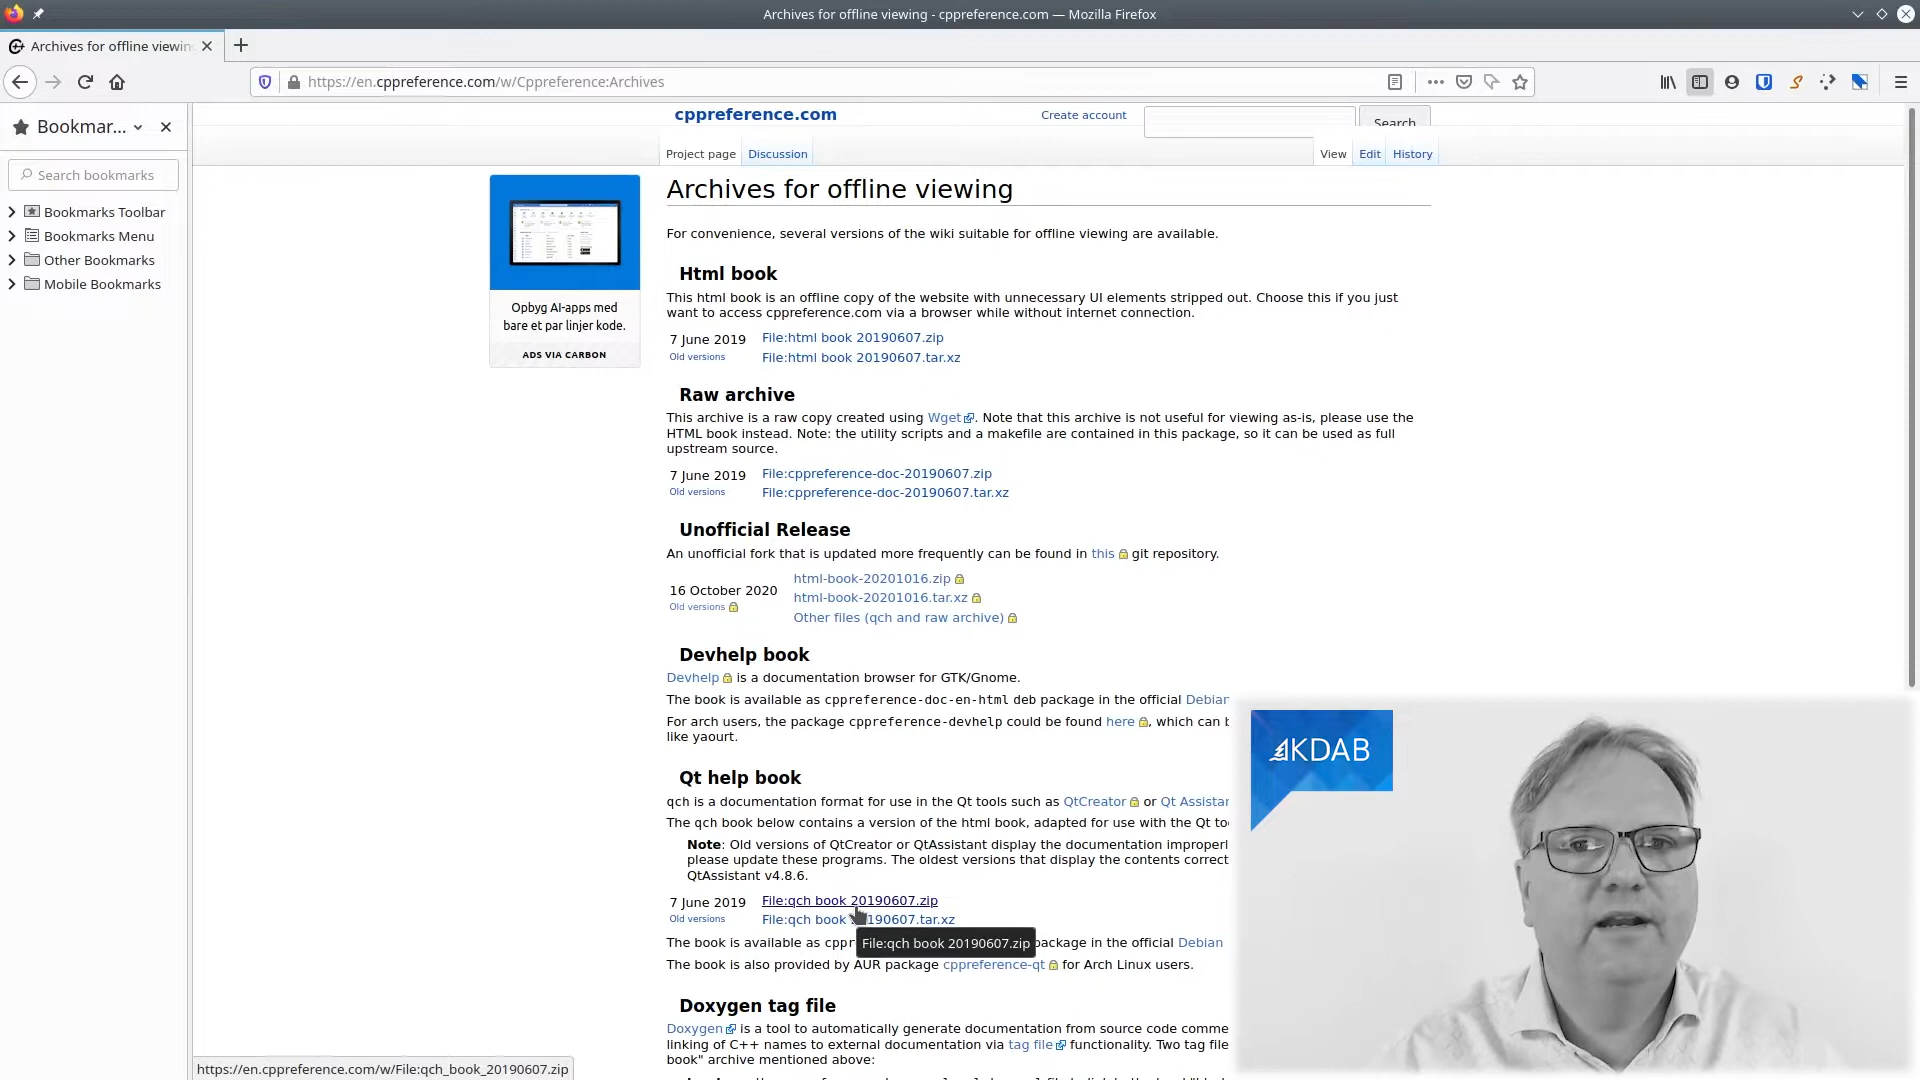 Archives for offline viewing - cppreference.com — Mozilla Firefox
Archives for offline viewin
https://en.cppreference.com/w/Cppreference:Archives
Bookmar...
Search bookmarks
Bookmarks Toolbar
Bookmarks Menu
Other Bookmarks
Mobile Bookmarks
cppreference.com
Create account
Search
Project page
Discussion
View
Edit
History
Opbyg AI-apps med
bare et par linjer kode.
ADS VIA CARBON
Archives for offline viewing
For convenience, several versions of the wiki suitable for offline viewing are available.
Html book
This html book is an offline copy of the website with unnecessary UI elements stripped out. Choose this if you just
want to access cppreference.com via a browser while without internet connection.
7 June 2019 File:html book 20190607.zip
Old versions File:html book 20190607.tar.xz
Raw archive
This archive is a raw copy created using Wget. Note that this archive is not useful for viewing as-is, please use the
HTML book instead. Note: the utility scripts and a makefile are contained in this package, so it can be used as full
upstream source.
7 June 2019 File:cppreference-doc-20190607.zip
Old versions File:cppreference-doc-20190607.tar.xz
Unofficial Release
An unofficial fork that is updated more frequently can be found in this git repository.
html-book-20201016.zip
16 October 2020
html-book-20201016.tar.xz
Old versions
Other files (qch and raw archive)
Devhelp book
Devhelp is a documentation browser for GTK/Gnome.
The book is available as cppreference-doc-en-html deb package in the official Debian
For arch users, the package cppreference-devhelp could be found here, which can b
like yaourt.
Qt help book
qch is a documentation format for use in the Qt tools such as QtCreator or Qt Assistan
The qch book below contains a version of the html book, adapted for use with the Qt to
Note: Old versions of QtCreator or QtAssistant display the documentation improperl
please update these programs. The oldest versions that display the contents correct
QtAssistant v4.8.6.
7 June 2019 File:qch book 20190607.zip
Old versions File:qch book 20190607.tar.xz
The book is available as cppr package in the official Debian
File:qch book 20190607.zip
The book is also provided by AUR package cppreference-qt for Arch Linux users.
Doxygen tag file
Doxygen is a tool to automatically generate documentation from source code comme
linking of C++ names to external documentation via tag file functionality. Two tag file
book" archive mentioned above:
https://en.cppreference.com/w/File:qch_book_20190607.zip
KDAB